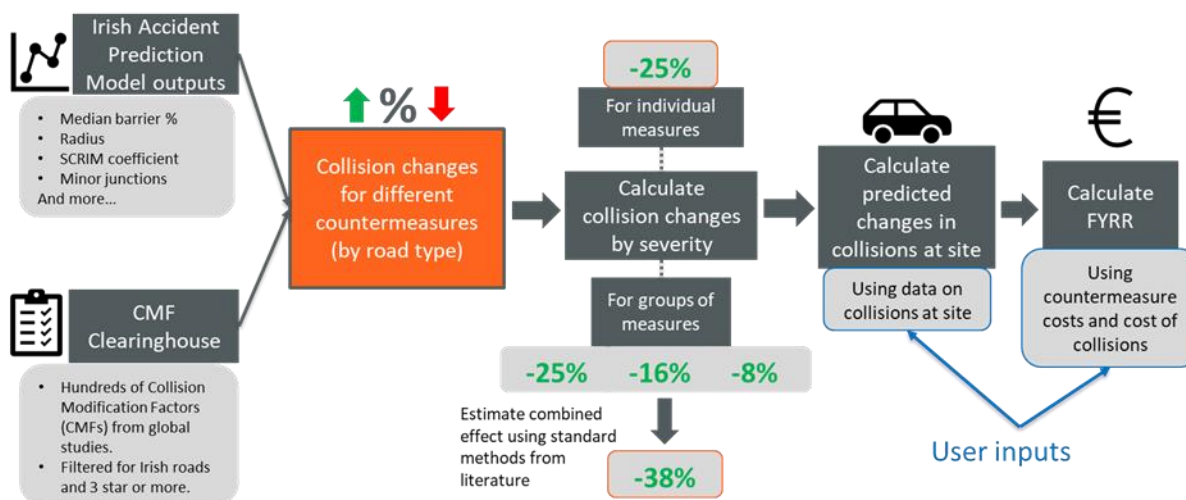 Irish Accident
Prediction
Model outputs
• Median barrier %
• Radius
• SCRIM coefficient
• Minor junctions
And more...
CMF
Clearinghouse
• Hundreds of Collision
Modification Factors
(CMFs) from global
studies.
• Filtered for Irish roads
and 3 star or more.
%
Collision changes
for different
countermeasures
(by road type)
-25%
For individual
measures
Calculate
collision changes
by severity
For groups of
measures
-25% -16% -8%
Estimate combined
effect using standard
methods from
literature
-38%
Calculate
predicted
changes in
collisions at site
Using data on
collisions at site
€
Calculate
FYRR
Using
countermeasure
costs and cost of
collisions
User inputs